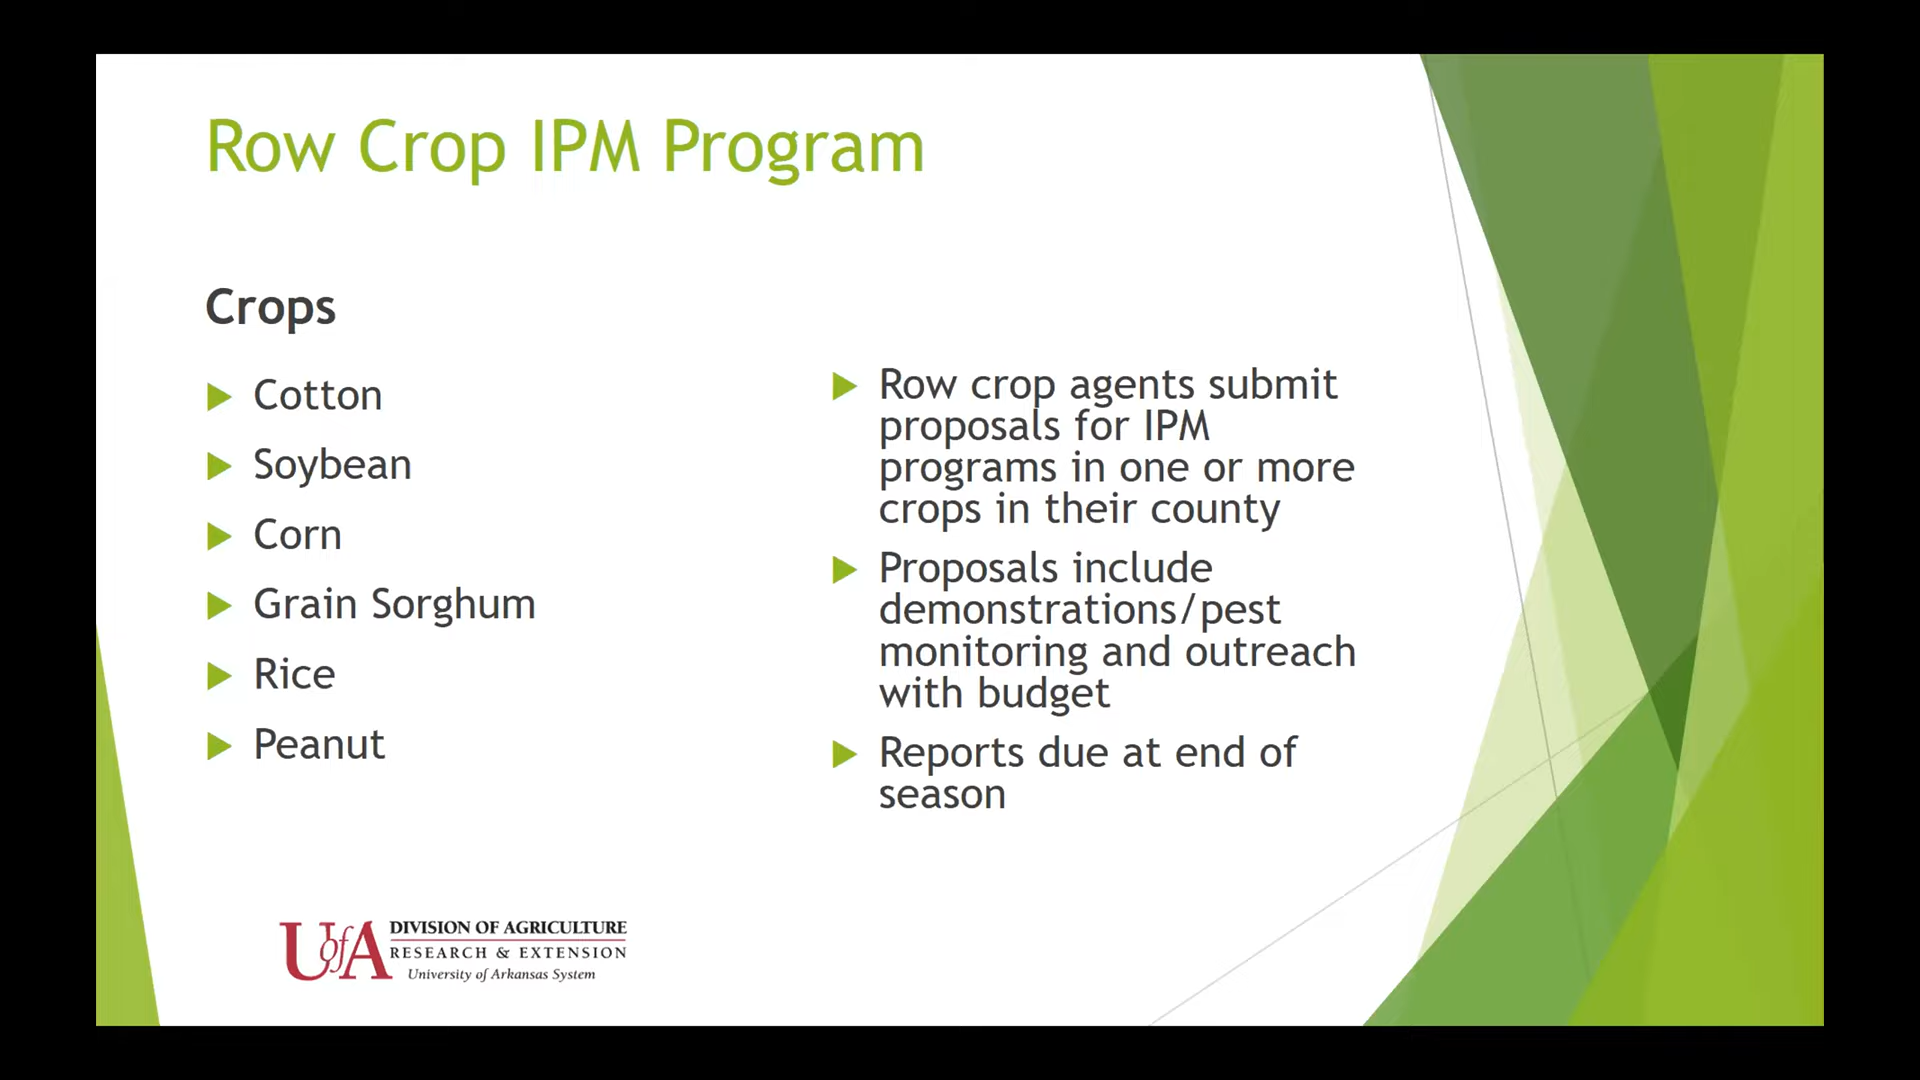 Row Crop IPM Program
Crops
Cotton
Soybean
Corn
Grain Sorghum
Rice
Peanut
Row crop agents submit
proposals for IPM
programs in one or more
crops in their county
Proposals include
demonstrations/pest
monitoring and outreach
with budget
Reports due at end of
season
UofA
DIVISION OF AGRICULTURE
RESEARCH & EXTENSION
University of Arkansas System